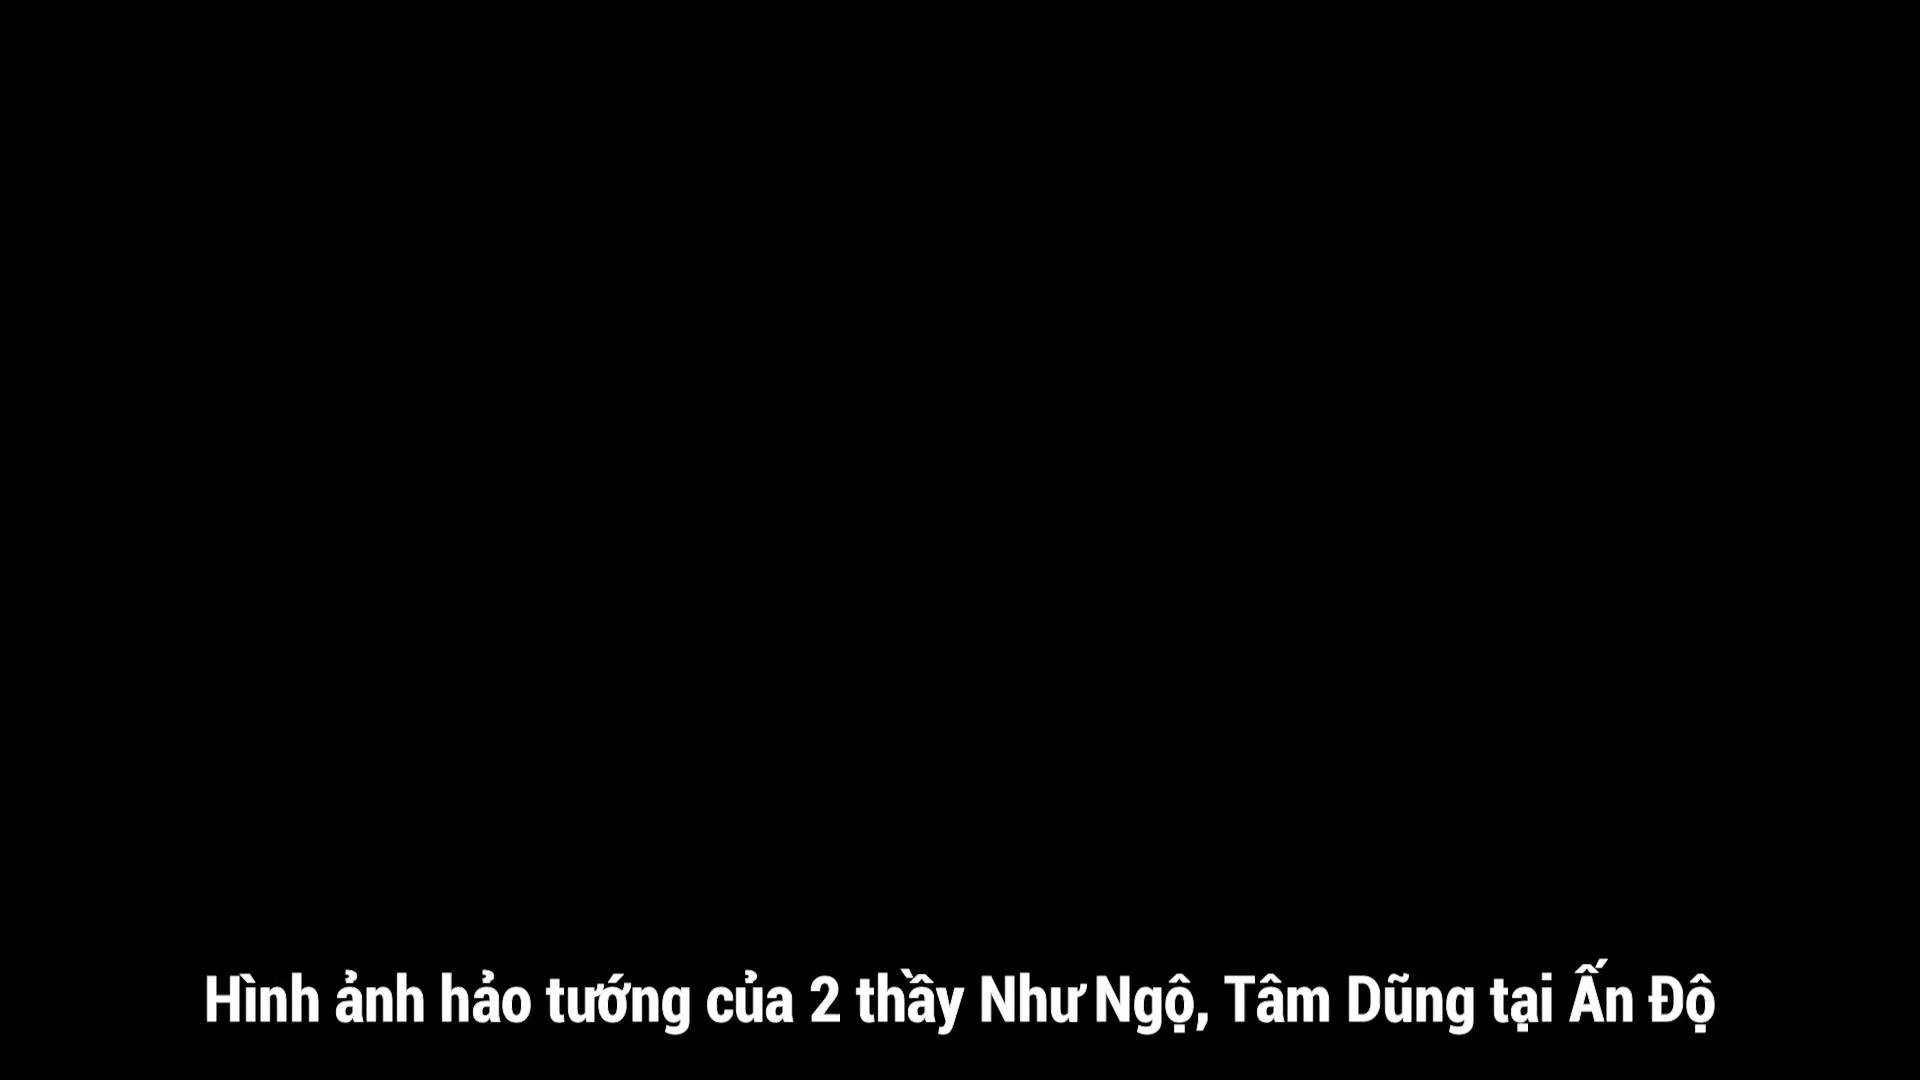 Hình ảnh hảo tướng của 2 thầy Như Ngộ, Tâm Dũng tại Ấn Độ